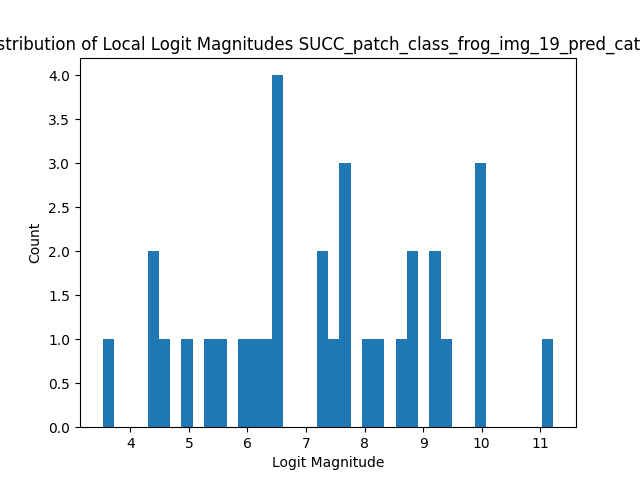 stribution of Local Logit Magnitudes SUCC_patch_class_frog_img_19_pred_cat
4.0
3.5
3.0
2.5
2.0
1.5
1.0
0.5
0.0
Count
4 5 6 7 8 9 10 11
Logit Magnitude